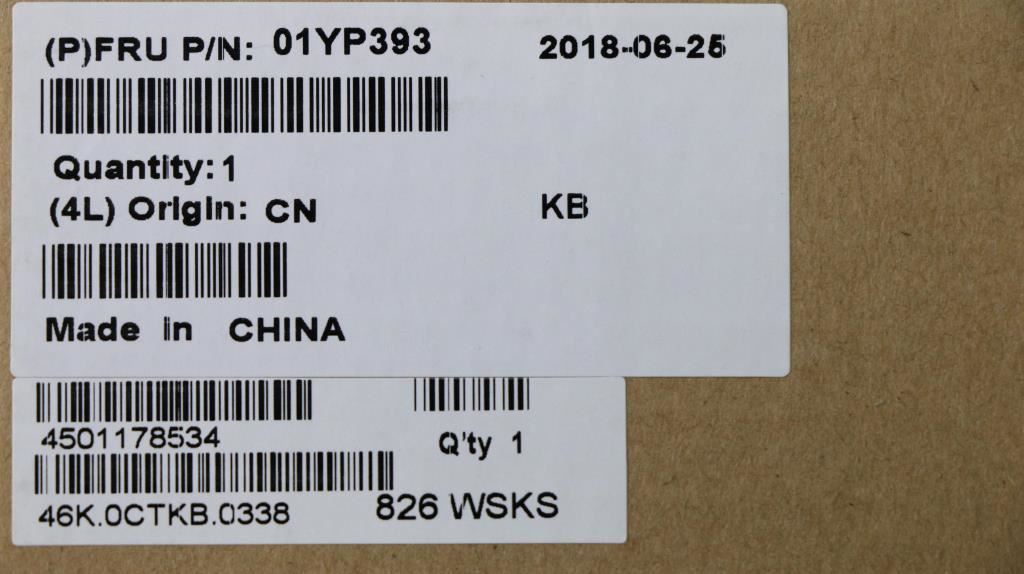 (P)FRU P/N: 01YP393 2018-06-25
Quantity: 1
(4L) Origin: CN KB
Made in CHINA
4501178534 Q'ty 1
46K.0CTKB.0338 826 WSKS